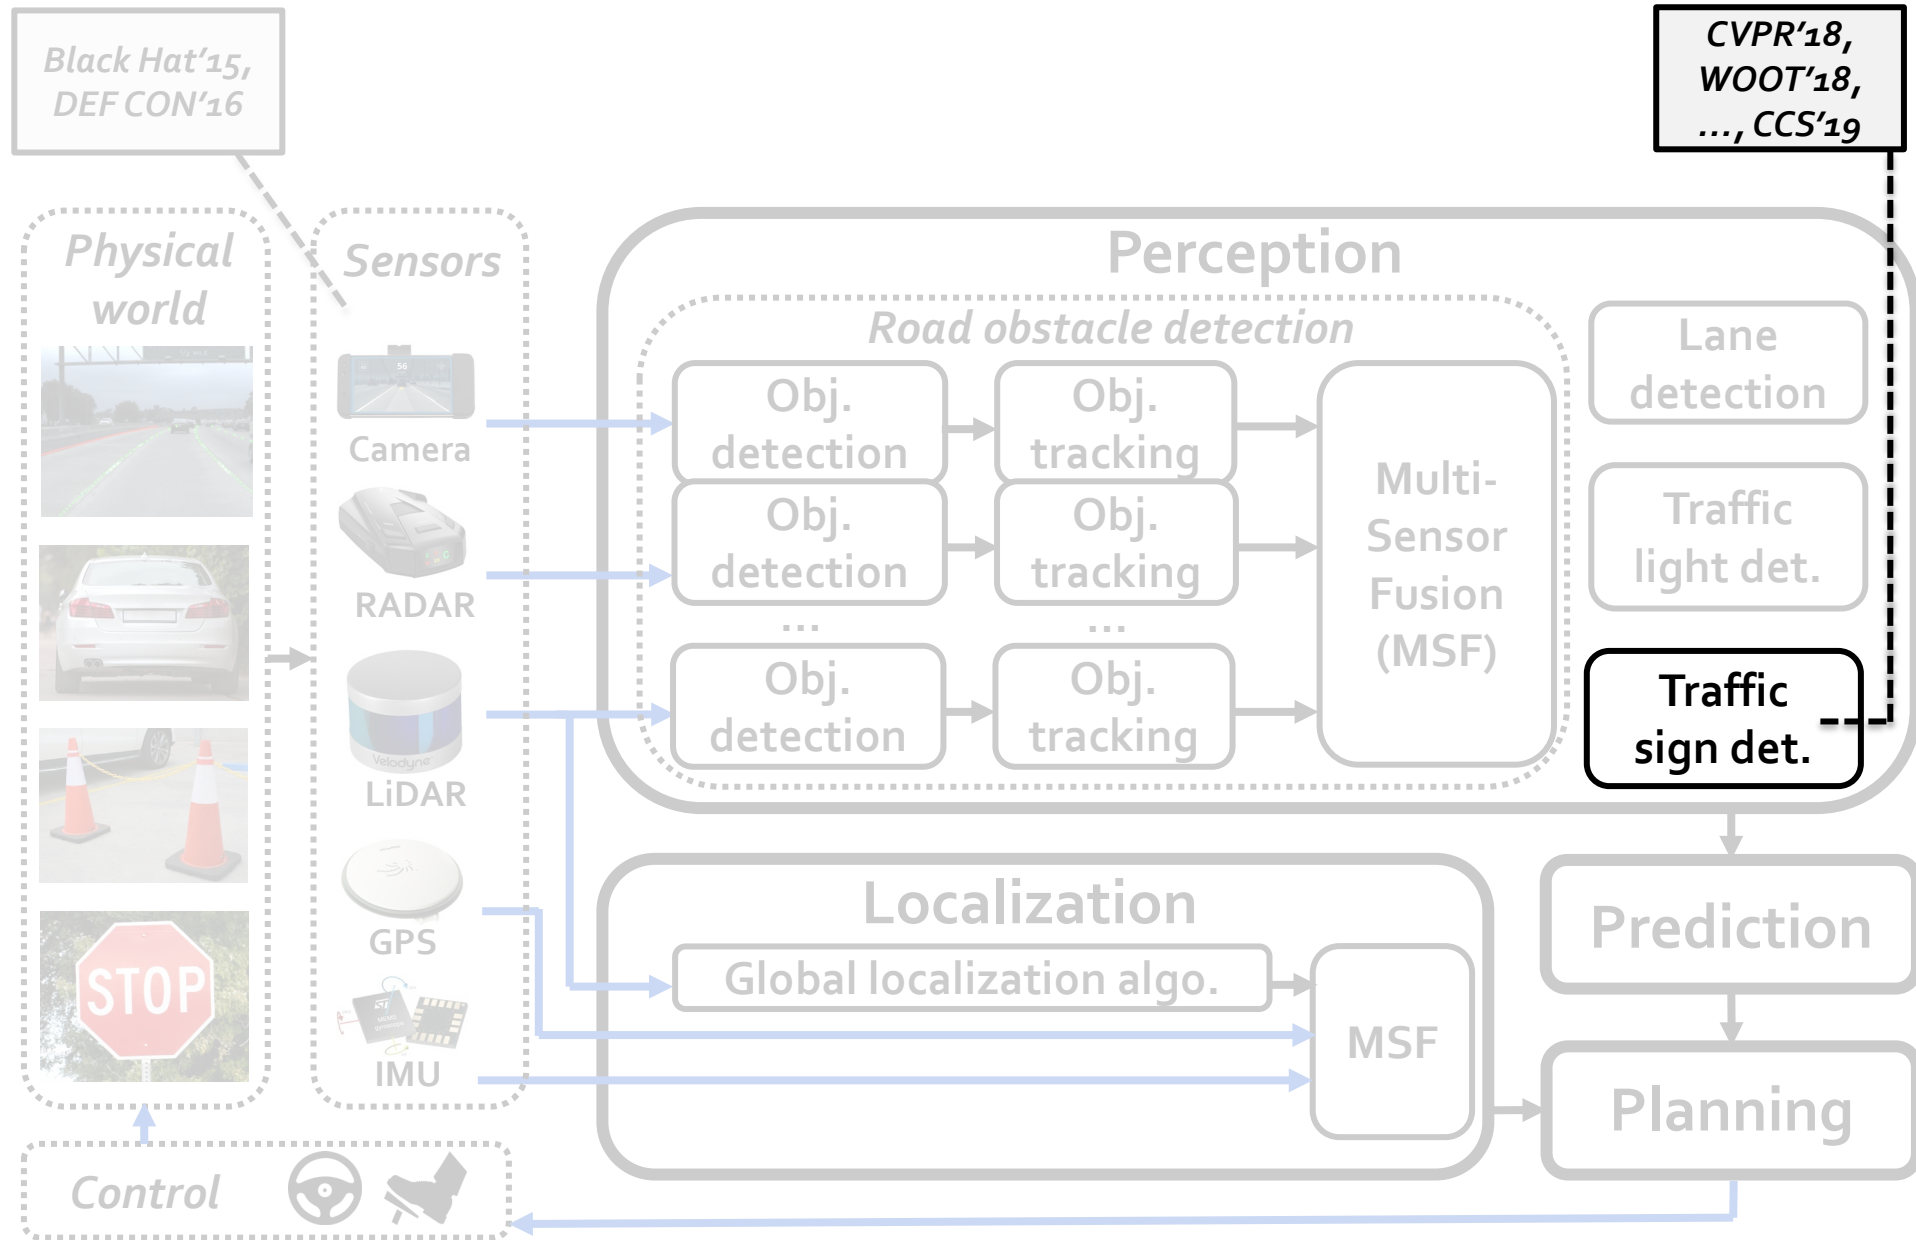 Black Hat'15,
DEF CON'16
CVPR'18,
WOOT'18,
..., CCS'19
Physical
world
STOP
Sensors
56
Camera
RADAR
Velodyne
LiDAR
GPS
IMU
Perception
Road obstacle detection
Obj.
detection
Obj.
tracking
Obj.
detection
Obj.
tracking
...
...
Obj.
detection
Obj.
tracking
Multi-
Sensor
Fusion
(MSF)
Lane
detection
Traffic
light det.
Traffic
sign det.
Localization
Global localization algo.
MSF
Prediction
Planning
Control